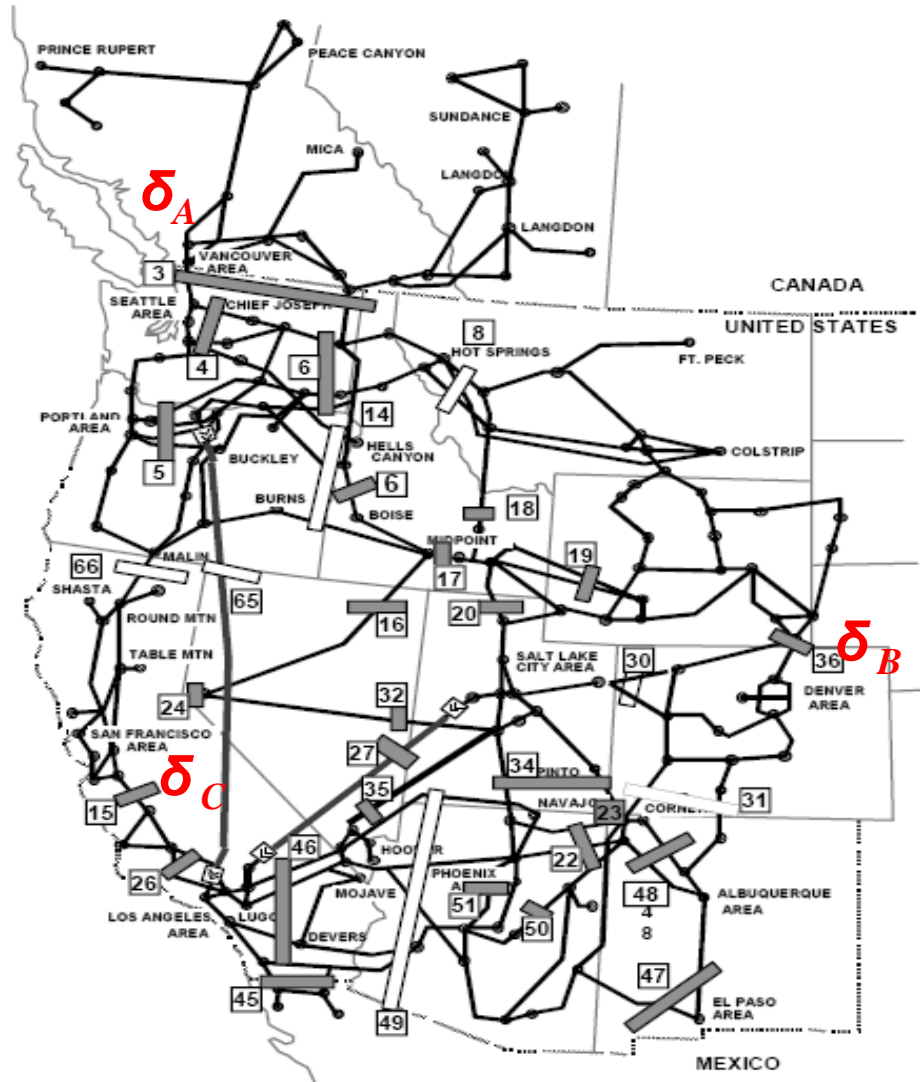 PRINCE RUPERT
PEACE CANYON
SUNDANCE
MICA
LANGDON
δA
LANGDON
VANCOUVER
AREA
3
CANADA
SEATTLE
AREA
CHIEF JOSEPH
UNITED STATES
8
HOT SPRINGS
FT. PECK
4
6
PORTLAND
AREA
14
HELLS
CANYON
COLSTRIP
5
BUCKLEY
6
BURNS
BOISE
18
MIDPOINT
MALIN
66
17
19
SHASTA
65
ROUND MTN
16
20
δB
TABLE MTN
SALT LAKE
CITY AREA
30
36
DENVER
AREA
24
32
SAN FRANCISCO
AREA
27
δC
34
PINTO
15
35
NAVAJO
23
CORNER
31
46
HOOVER
22
26
MOJAVE
PHOENIX
51
48
ALBUQUERQUE
AREA
LOS ANGELES
AREA
LUGO
50
4
8
DEVERS
47
45
49
EL PASO
AREA
MEXICO